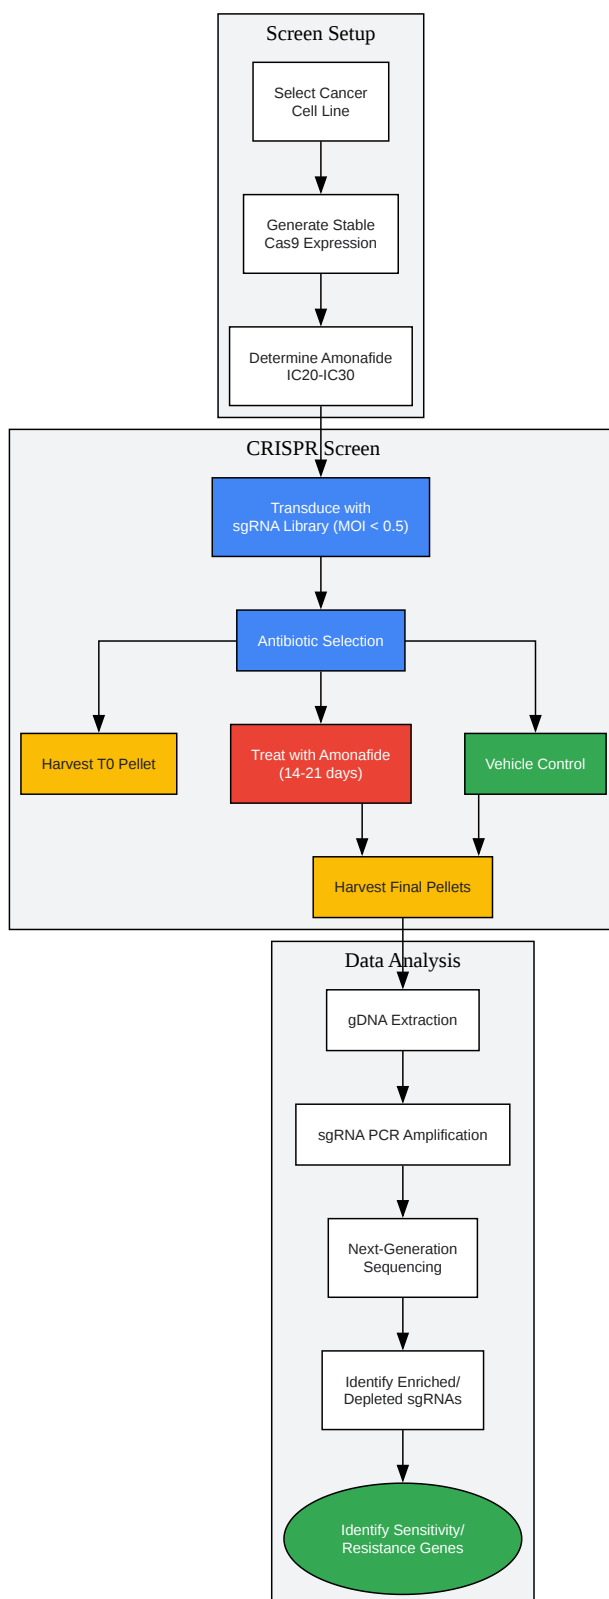 Screen Setup
Select Cancer
Cell Line
Generate Stable
Cas9 Expression
Determine Amonafide
IC20-IC30
CRISPR Screen
Transduce with
sgRNA Library (MOI < 0.5)
Antibiotic Selection
Harvest T0 Pellet
Treat with Amonafide
(14-21 days)
Vehicle Control
Harvest Final Pellets
Data Analysis
gDNA Extraction
sgRNA PCR Amplification
Next-Generation
Sequencing
Identify Enriched/
Depleted sgRNAs
Identify Sensitivity/
Resistance Genes